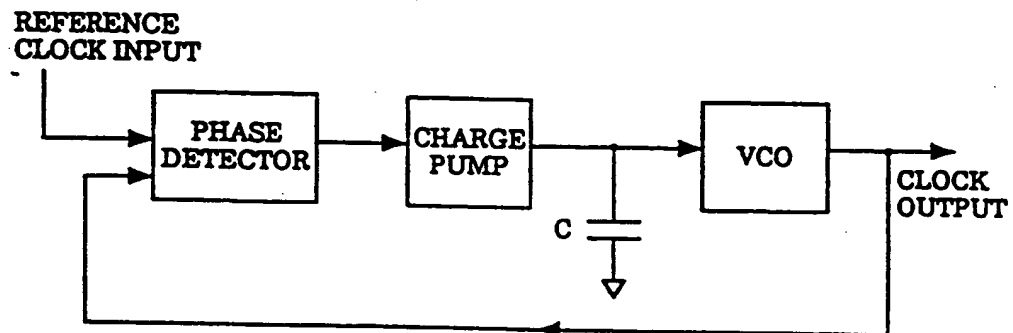 REFERENCE
CLOCK INPUT
PHASE
DETECTOR
CHARGE
PUMP
VCO
CLOCK
OUTPUT
C